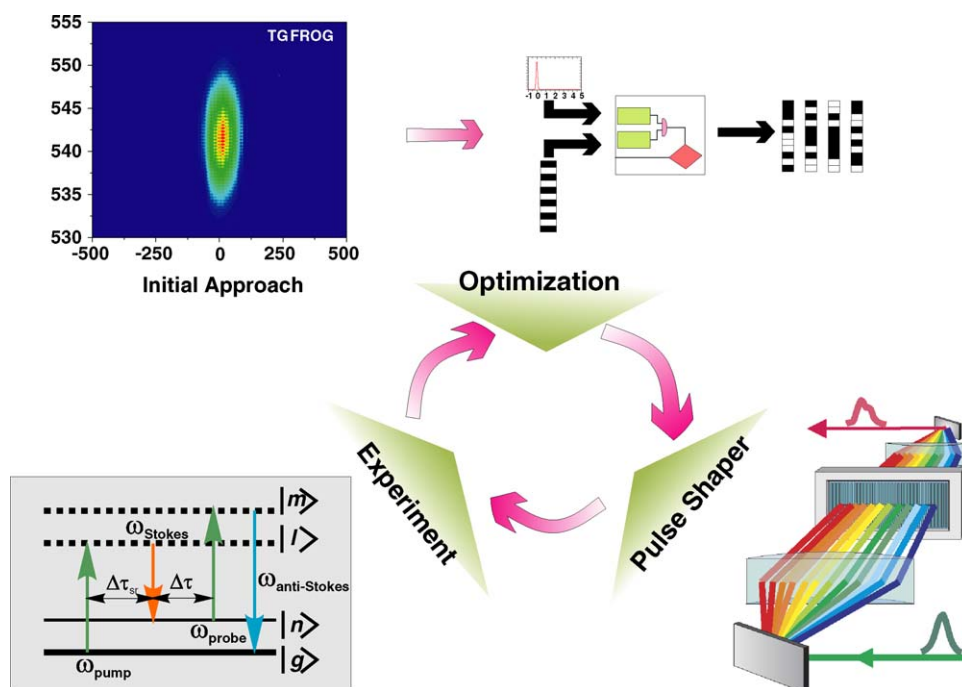 555
550
545
540
535
530
TGFROG
-500 -250 0 250 500
Initial Approach
-1 0 1 2 3 4 5
Optimization
Experiment
Pulse Shaper
|m>
|l>
|n>
|g>
ωStokes
Δτsr
Δτ
ωanti-Stokes
ωprobe
ωpump